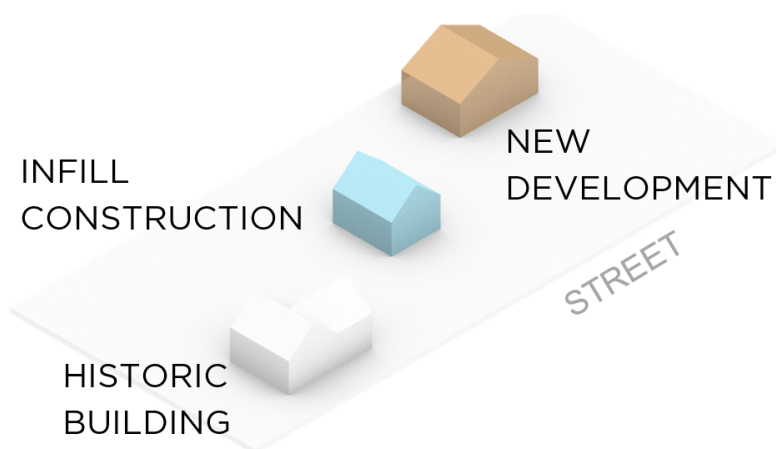 NEW
DEVELOPMENT
INFILL
CONSTRUCTION
STREET
HISTORIC
BUILDING